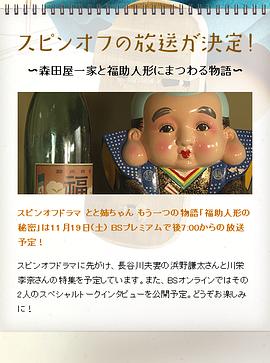 スピンオフの放送が決定！
〜森田屋一家と福助人形にまつわる物語〜
福
スピンオフドラマ とと姉ちゃん もう一つの物語「福助人形の
秘密」は11月19日（土） BSプレミアムで後7.00からの放送
予定！
スピンオフドラマに先がけ、長谷川夫妻の浜野謙太さんと川栄
李奈さんの特集を予定しています。また、BSオンラインではその
2人のスペシャルトークインタビューを公開予定。どうぞお楽しみ
に！